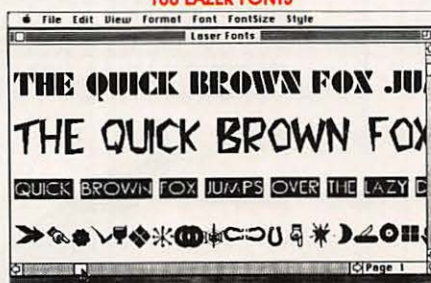 100 LAZER FONTS
File Edit View Format Font FontSize Style
Laser Fonts
THE QUICK BROWN FOX JU
THE QUICK BROWN FOX
QUICK BROWN FOX JUMPS OVER THE LAZY
Page 1